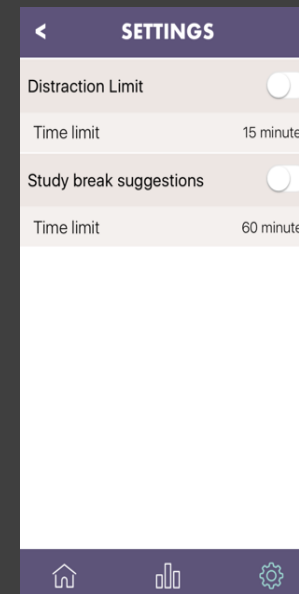 < SETTINGS
Distraction Limit
Time limit 15 minute
Study break suggestions
Time limit 60 minute